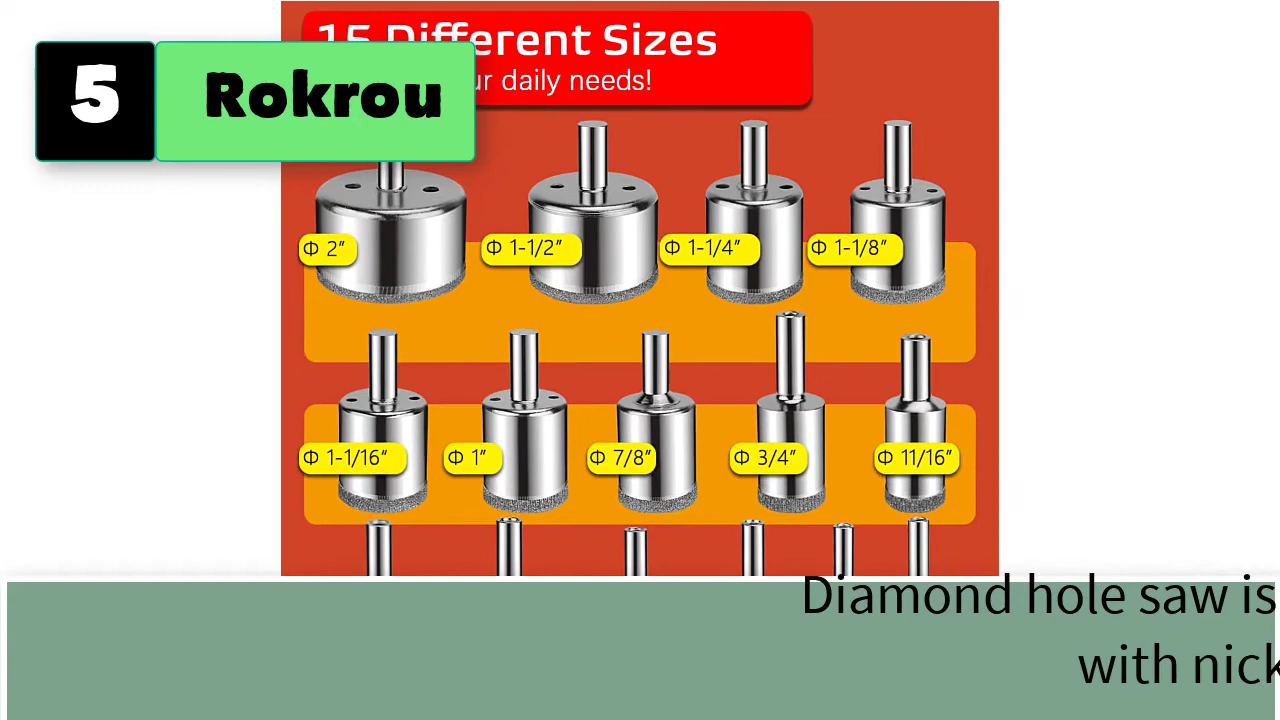 15 Different Sizes
ur daily needs!
5 Rokrou
Φ 2”
Φ 1-1/2”
Φ 1-1/4”
Φ 1-1/8”
Φ 1-1/16”
Φ 1”
Φ 7/8”
Φ 3/4”
Φ 11/16”
Diamond hole saw is
with nick